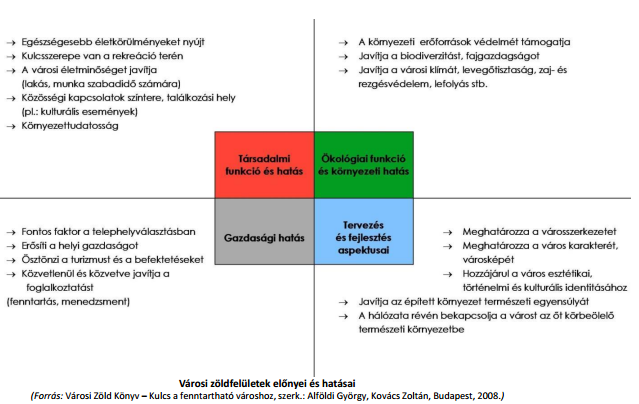 → Egészségesebb életkörülményeket nyújt
→ Kulcsszerepe van a rekreáció terén
→ A városi életminőséget javítja
(lakás, munka szabadidő számára)
→ Közösségi kapcsolatok színtere, találkozási hely
(pl.: kulturális események)
→ Környezettudatosság
→ A környezeti erőforrások védelmét támogatja
→ Javítja a biodiverzitást, fajgazdagságot
→ Javítja a városi klímát, levegőtisztaság, zaj- és
rezgésvédelem, lefolyás stb.
Társadalmi
funkció és hatás
Ökológiai funkció
és környezeti hatás
Gazdasági hatás
Tervezés
és fejlesztés
aspektusai
→ Fontos faktor a telephelyválasztásban
→ Erősíti a helyi gazdaságot
→ Ösztönzi a turizmust és a befektetéseket
→ Közvetlenül és közvetve javítja a
foglalkoztatást
(fenntartás, menedzsment)
→ Meghatározza a városszerkezetet
→ Meghatározza a város karakterét,
városképét
→ Hozzájárul a város esztétikai,
történelmi és kulturális identitásához
→ Javítja az épített környezet természeti egyensúlyát
→ A hálózata révén bekapcsolja a várost az őt körbeölelő
természeti környezetbe
Városi zöldfelületek előnyei és hatásai
(Forrás: Városi Zöld Könyv – Kulcs a fenntartható városhoz, szerk.: Alföldi György, Kovács Zoltán, Budapest, 2008.)